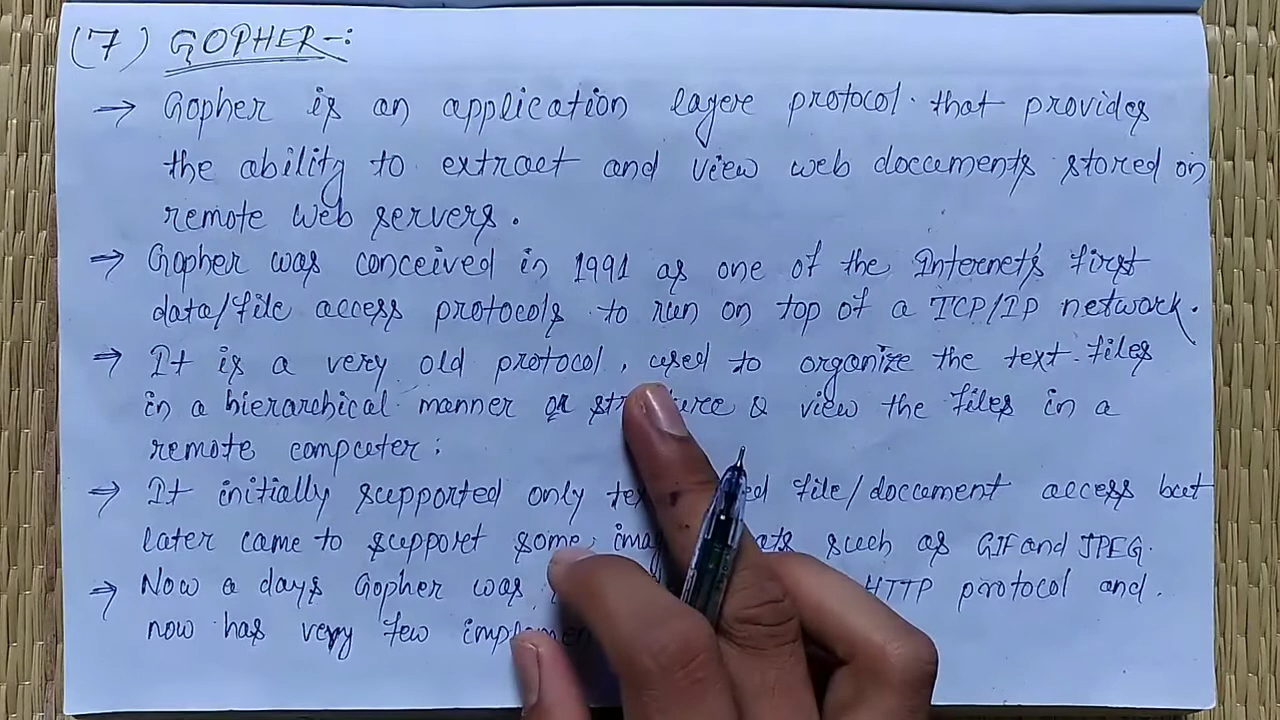 (7) GOPHER-:
→ Gopher is an application layer protocol that provides
the ability to extract and view web documents stored on
remote web servers.
→ Gopher was conceived in 1991 as one of the Internet's first
data/file access protocols to run on top of a TCP/IP network.
→ It is a very old protocol, used to organize the text files
in a hierarchical manner or & view the files in a
remote computer.
→ It initially supported only file/document access but
later came to support some such as GIF and JPEG.
→ Now a days Gopher was HTTP protocol and.
now has very few